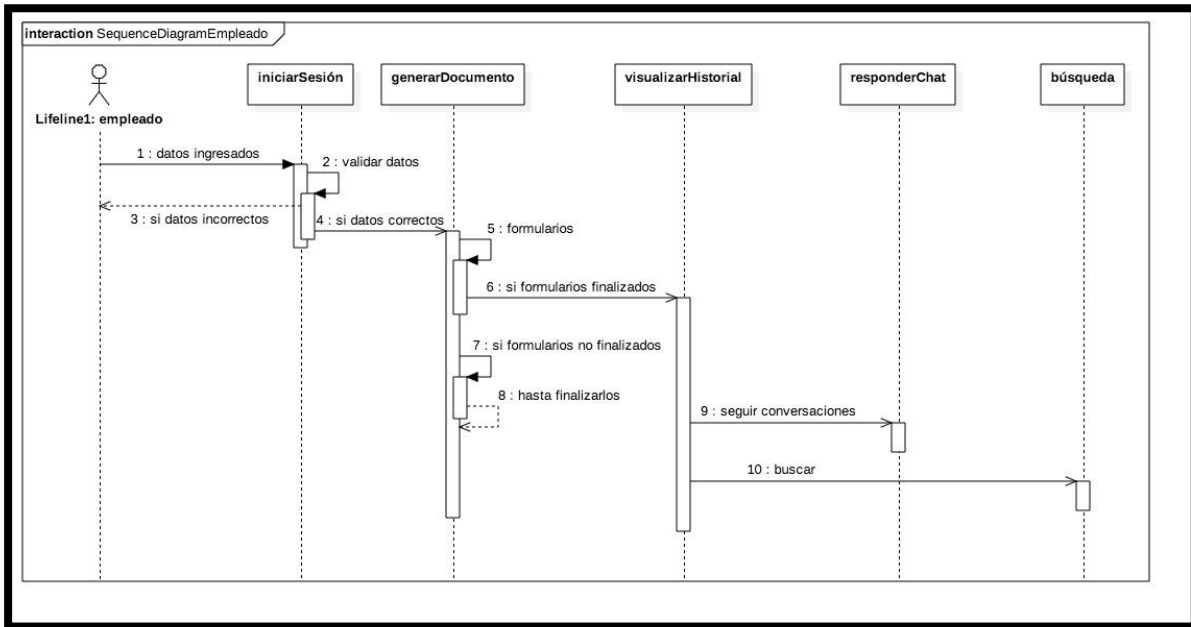 interaction SequenceDiagramEmpleado
iniciarSesión
generarDocumento
visualizarHistorial
responderChat
búsqueda
Lifeline1: empleado
1 : datos ingresados
2 : validar datos
3 : si datos incorrectos
4 : si datos correctos
5 : formularios
6 : si formularios finalizados
7 : si formularios no finalizados
8 : hasta finalizarlos
9 : seguir conversaciones
10 : buscar